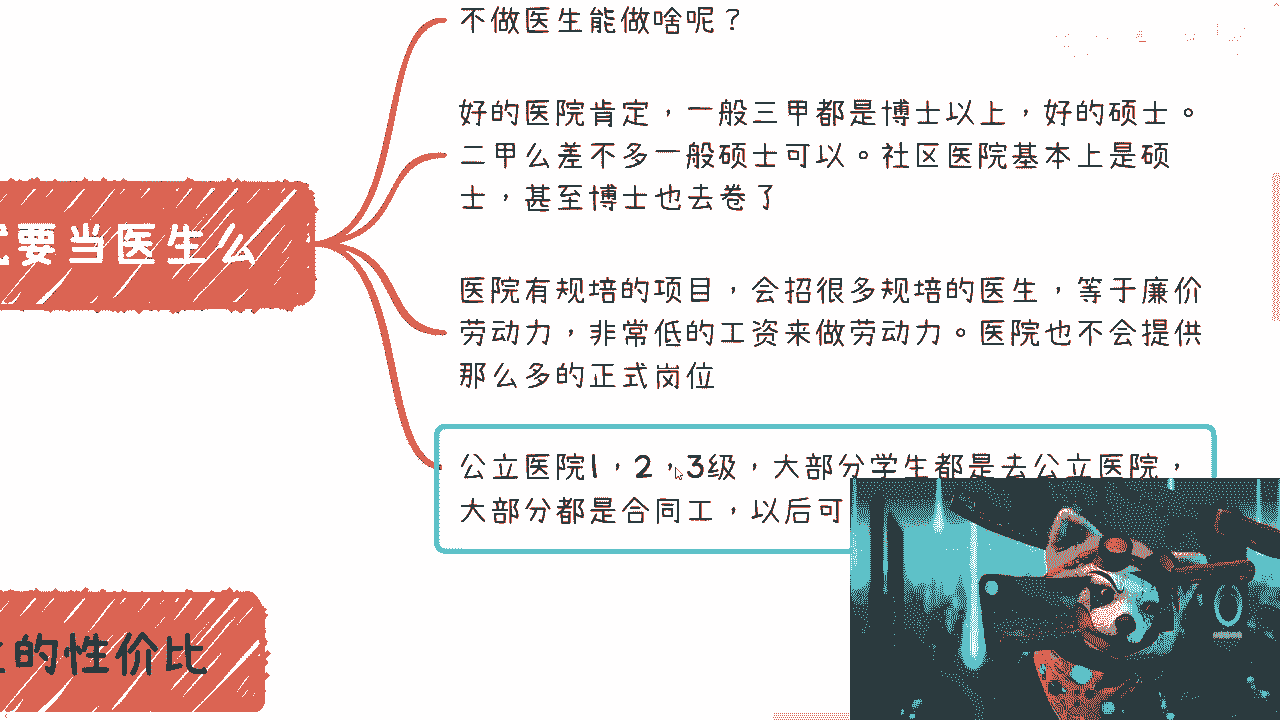 不做医生能做啥呢？
好的医院肯定，一般三甲都是博士以上，好的硕士。
二甲么差不多一般硕士可以。社区医院基本上是硕
士，甚至博士也去卷了
要当医生么
医院有规培的项目，会招很多规培的医生，等于廉价
劳动力，非常低的工资来做劳动力。医院也不会提供
那么多的正式岗位
公立医院1，2，3级，大部分学生都是去公立医院，
大部分都是合同工，以后可
的性价比